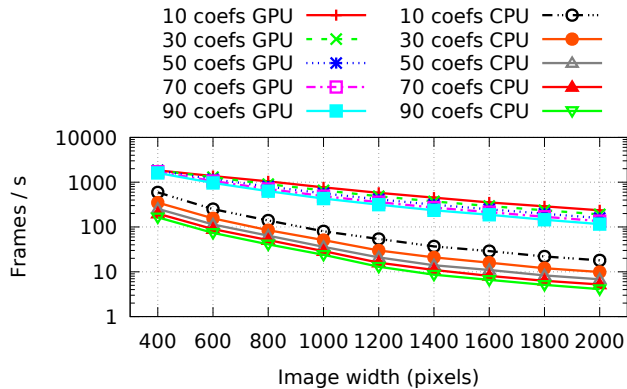 10 coefs GPU 10 coefs CPU
30 coefs GPU 30 coefs CPU
50 coefs GPU 50 coefs CPU
70 coefs GPU 70 coefs CPU
90 coefs GPU 90 coefs CPU
10000
1000
100
10
1
Frames / s
400 600 800 1000 1200 1400 1600 1800 2000
Image width (pixels)